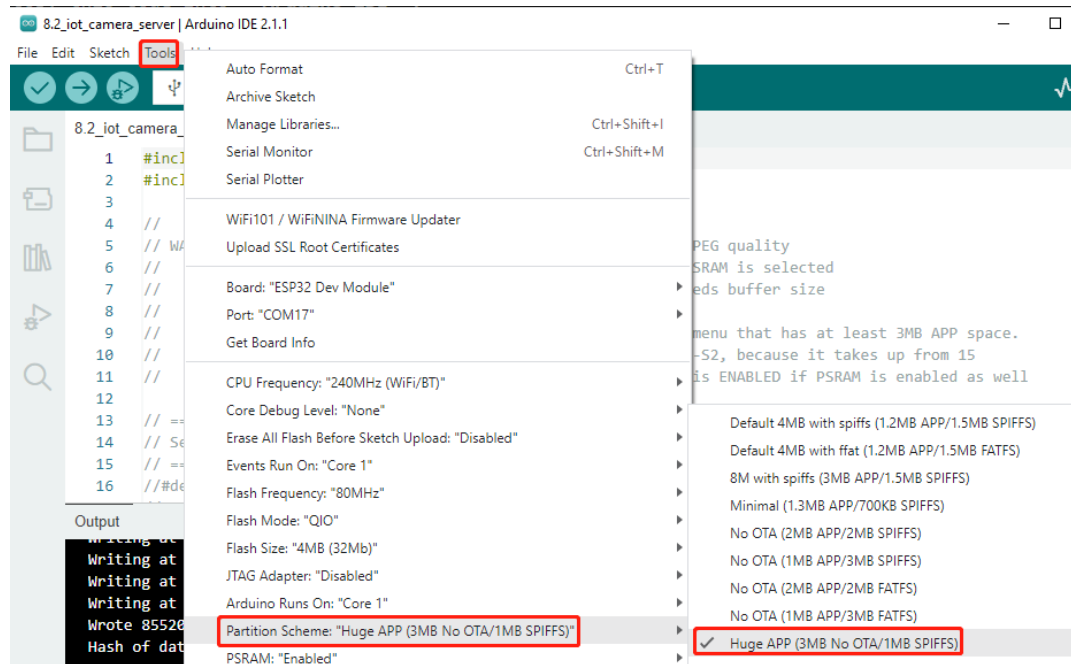 8.2_iot_camera_server | Arduino IDE 2.1.1
File Edit Sketch Tools
8.2_iot_camera_
1 #incl
2 #incl
3
4 //
5 // WA
6 //
7 //
8 //
9 //
10 //
11 //
12
13 // ==
14 // Se
15 // ==
16 //#de
PEG quality
SRAM is selected
eds buffer size
menu that has at least 3MB APP space.
-S2, because it takes up from 15
is ENABLED if PSRAM is enabled as well
Auto Format Ctrl+T
Archive Sketch
Manage Libraries... Ctrl+Shift+I
Serial Monitor Ctrl+Shift+M
Serial Plotter
WiFi101 / WiFiNINA Firmware Updater
Upload SSL Root Certificates
Board: "ESP32 Dev Module"
Port: "COM17"
Get Board Info
CPU Frequency: "240MHz (WiFi/BT)"
Core Debug Level: "None"
Erase All Flash Before Sketch Upload: "Disabled"
Events Run On: "Core 1"
Flash Frequency: "80MHz"
Flash Mode: "QIO"
Flash Size: "4MB (32Mb)"
JTAG Adapter: "Disabled"
Arduino Runs On: "Core 1"
Partition Scheme: "Huge APP (3MB No OTA/1MB SPIFFS)"
PSRAM: "Enabled"
Default 4MB with spiffs (1.2MB APP/1.5MB SPIFFS)
Default 4MB with ffat (1.2MB APP/1.5MB FATFS)
8M with spiffs (3MB APP/1.5MB SPIFFS)
Minimal (1.3MB APP/700KB SPIFFS)
No OTA (2MB APP/2MB SPIFFS)
No OTA (1MB APP/3MB SPIFFS)
No OTA (2MB APP/2MB FATFS)
No OTA (1MB APP/3MB FATFS)
Huge APP (3MB No OTA/1MB SPIFFS)
Output
Writing at
Writing at
Writing at
Writing at
Wrote 85520
Hash of dat